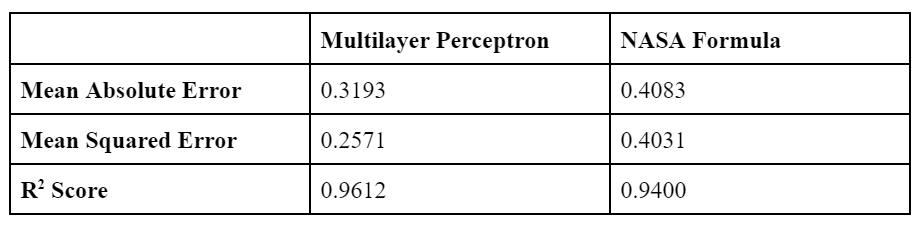 Multilayer Perceptron NASA Formula
Mean Absolute Error 0.3193 0.4083
Mean Squared Error 0.2571 0.4031
R² Score 0.9612 0.9400